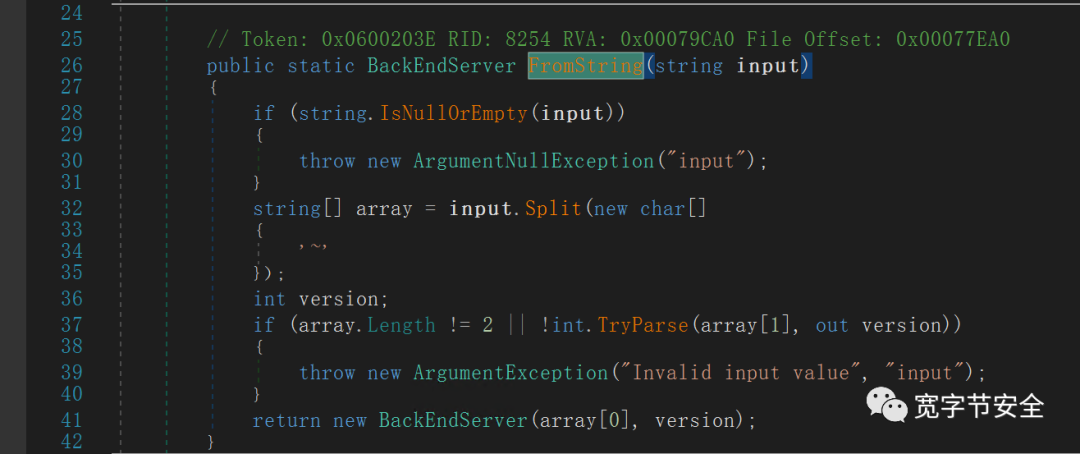 24
25 // Token: 0x0600203E RID: 8254 RVA: 0x00079CA0 File Offset: 0x00077EA0
26 public static BackEndServer FromString(string input)
27 {
28 if (string.IsNullOrEmpty(input))
29 {
30 throw new ArgumentNullException("input");
31 }
32 string[] array = input.Split(new char[]
33 {
34 '~'
35 });
36 int version;
37 if (array.Length != 2 || !int.TryParse(array[1], out version))
38 {
39 throw new ArgumentException("Invalid input value", "input");
40 }
41 return new BackEndServer(array[0], version);
42 }
宽字节安全